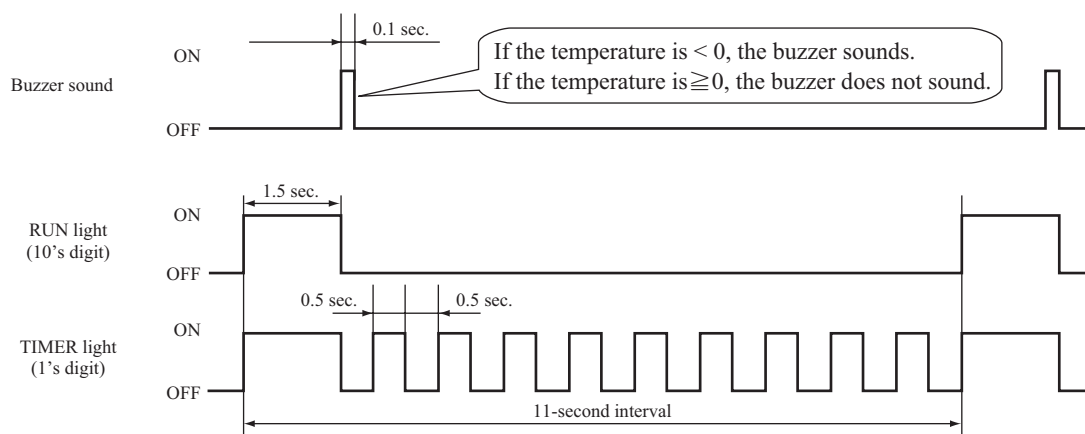 0.1 sec.
ON
If the temperature is < 0, the buzzer sounds.
If the temperature is ≧0, the buzzer does not sound.
Buzzer sound
OFF
1.5 sec.
ON
RUN light
(10's digit)
OFF
0.5 sec.
0.5 sec.
ON
TIMER light
(1's digit)
OFF
11-second interval